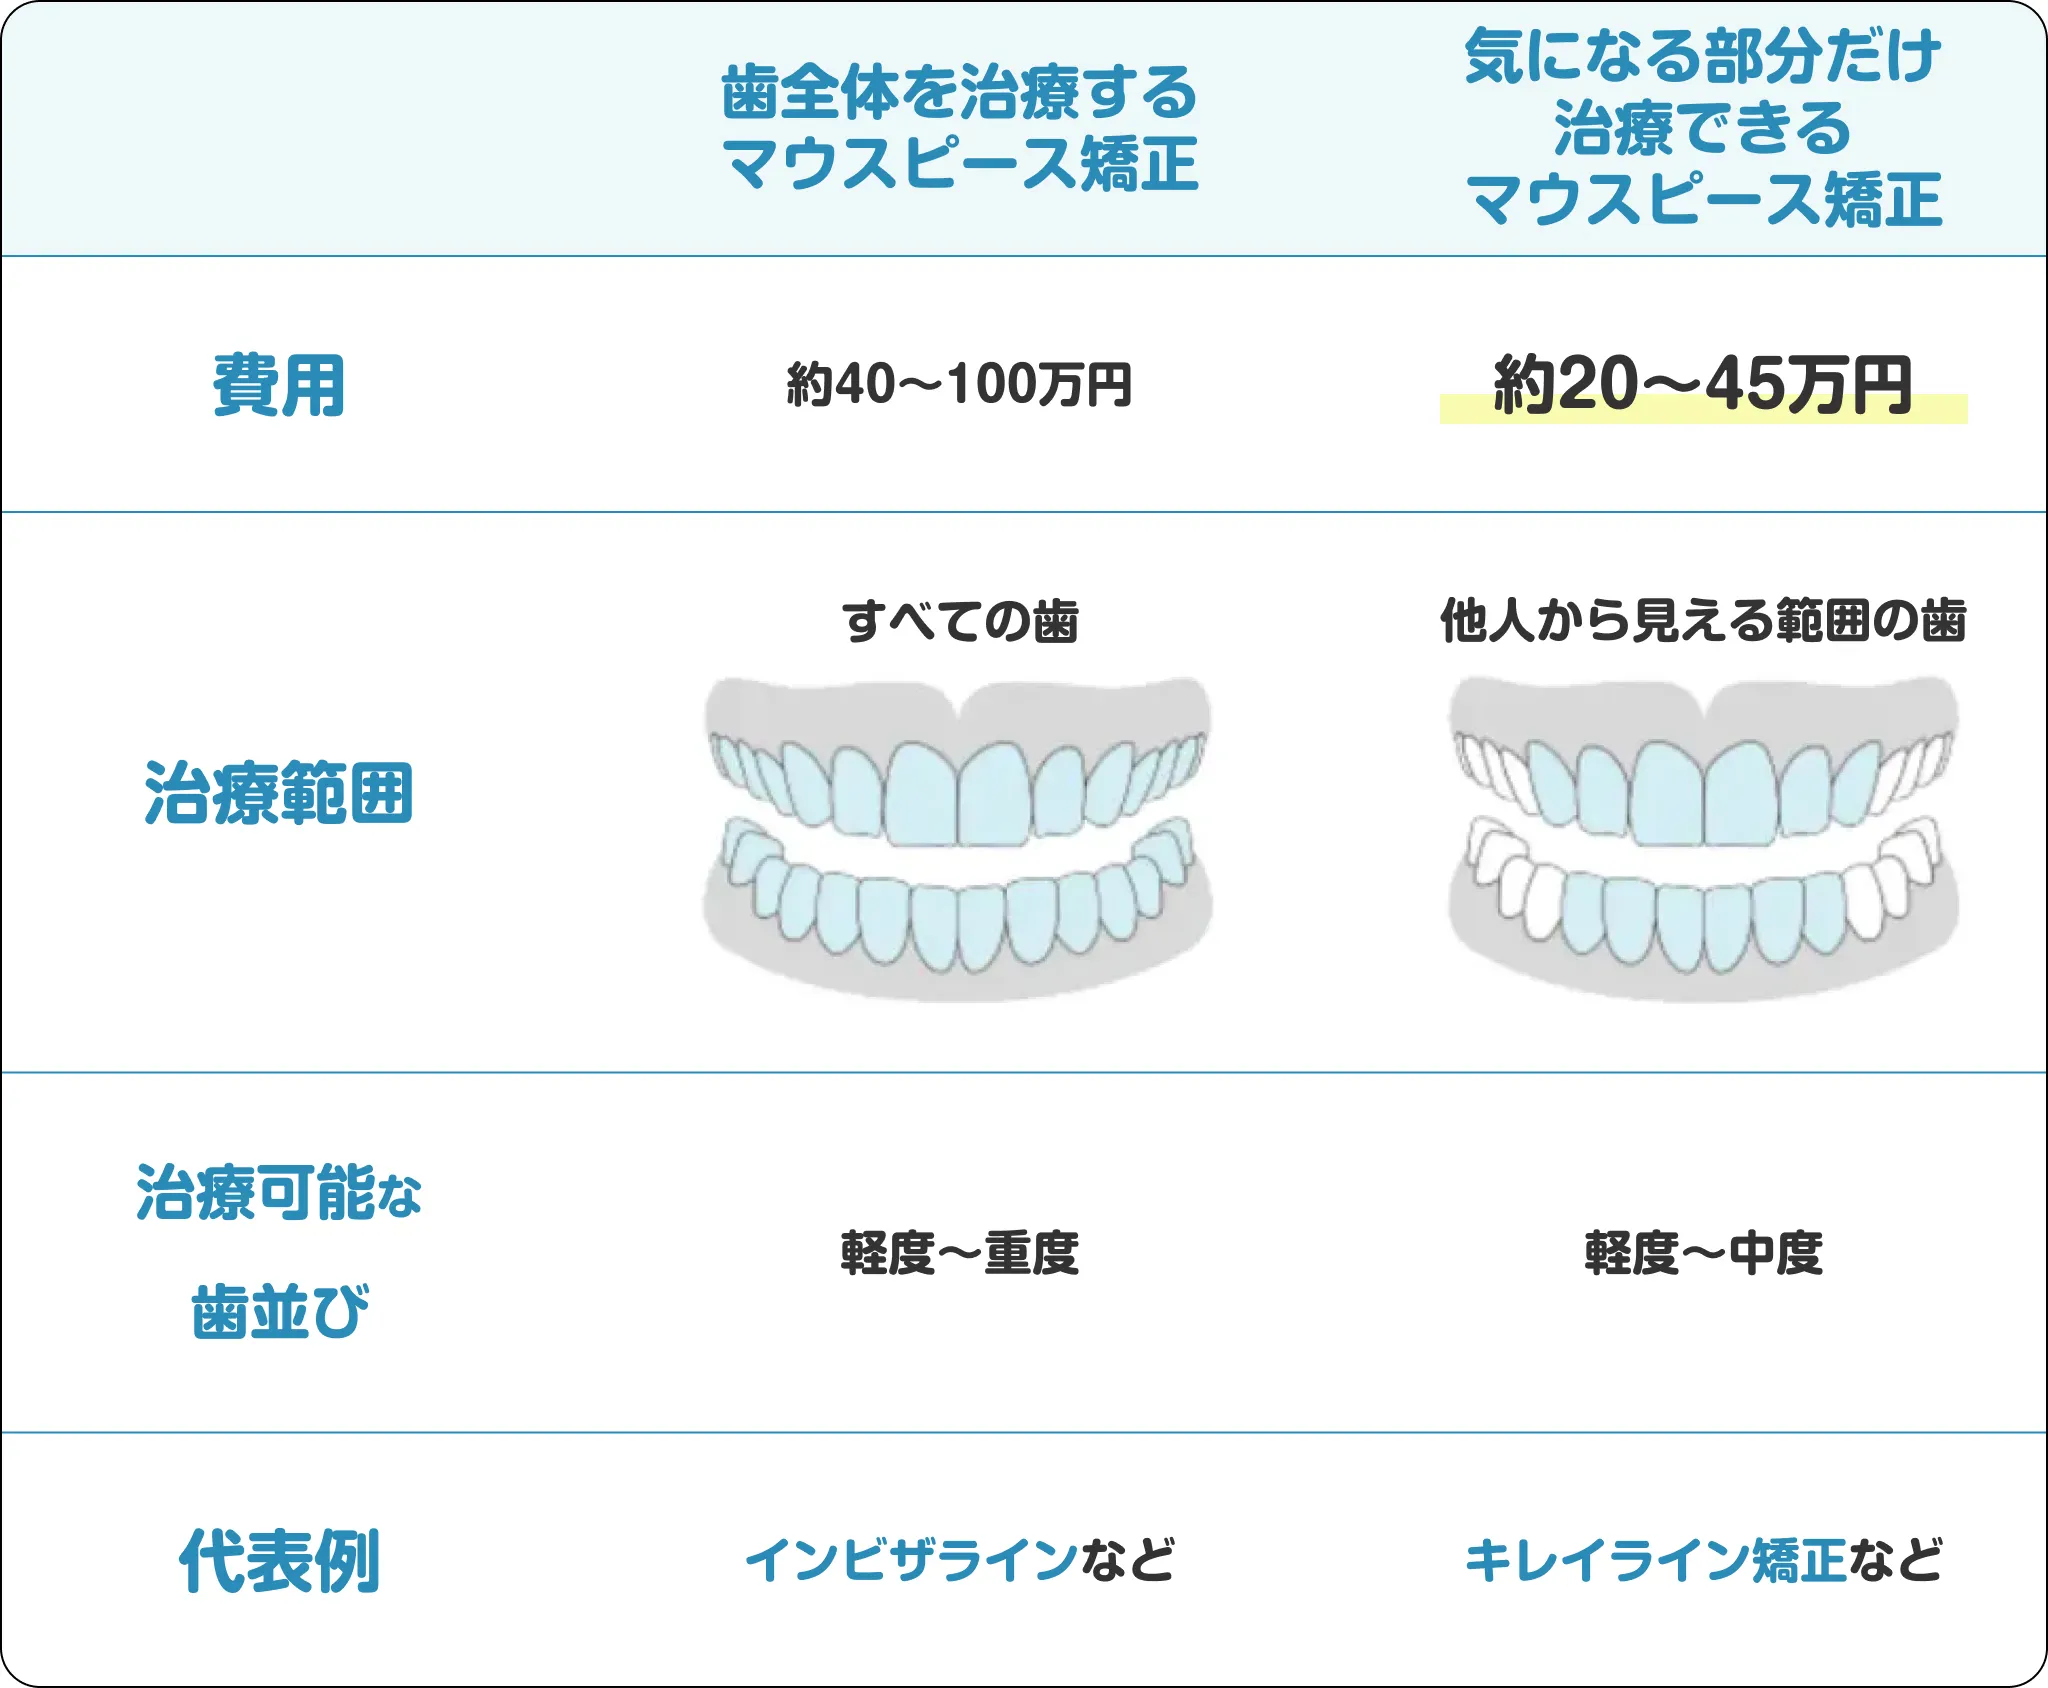 歯全体を治療する
マウスピース矯正
気になる部分だけ
治療できる
マウスピース矯正
費用
約40〜100万円
約20〜45万円
治療範囲
すべての歯
他人から見える範囲の歯
治療可能な
歯並び
軽度〜重度
軽度〜中度
代表例
インビザラインなど
キレイライン矯正など